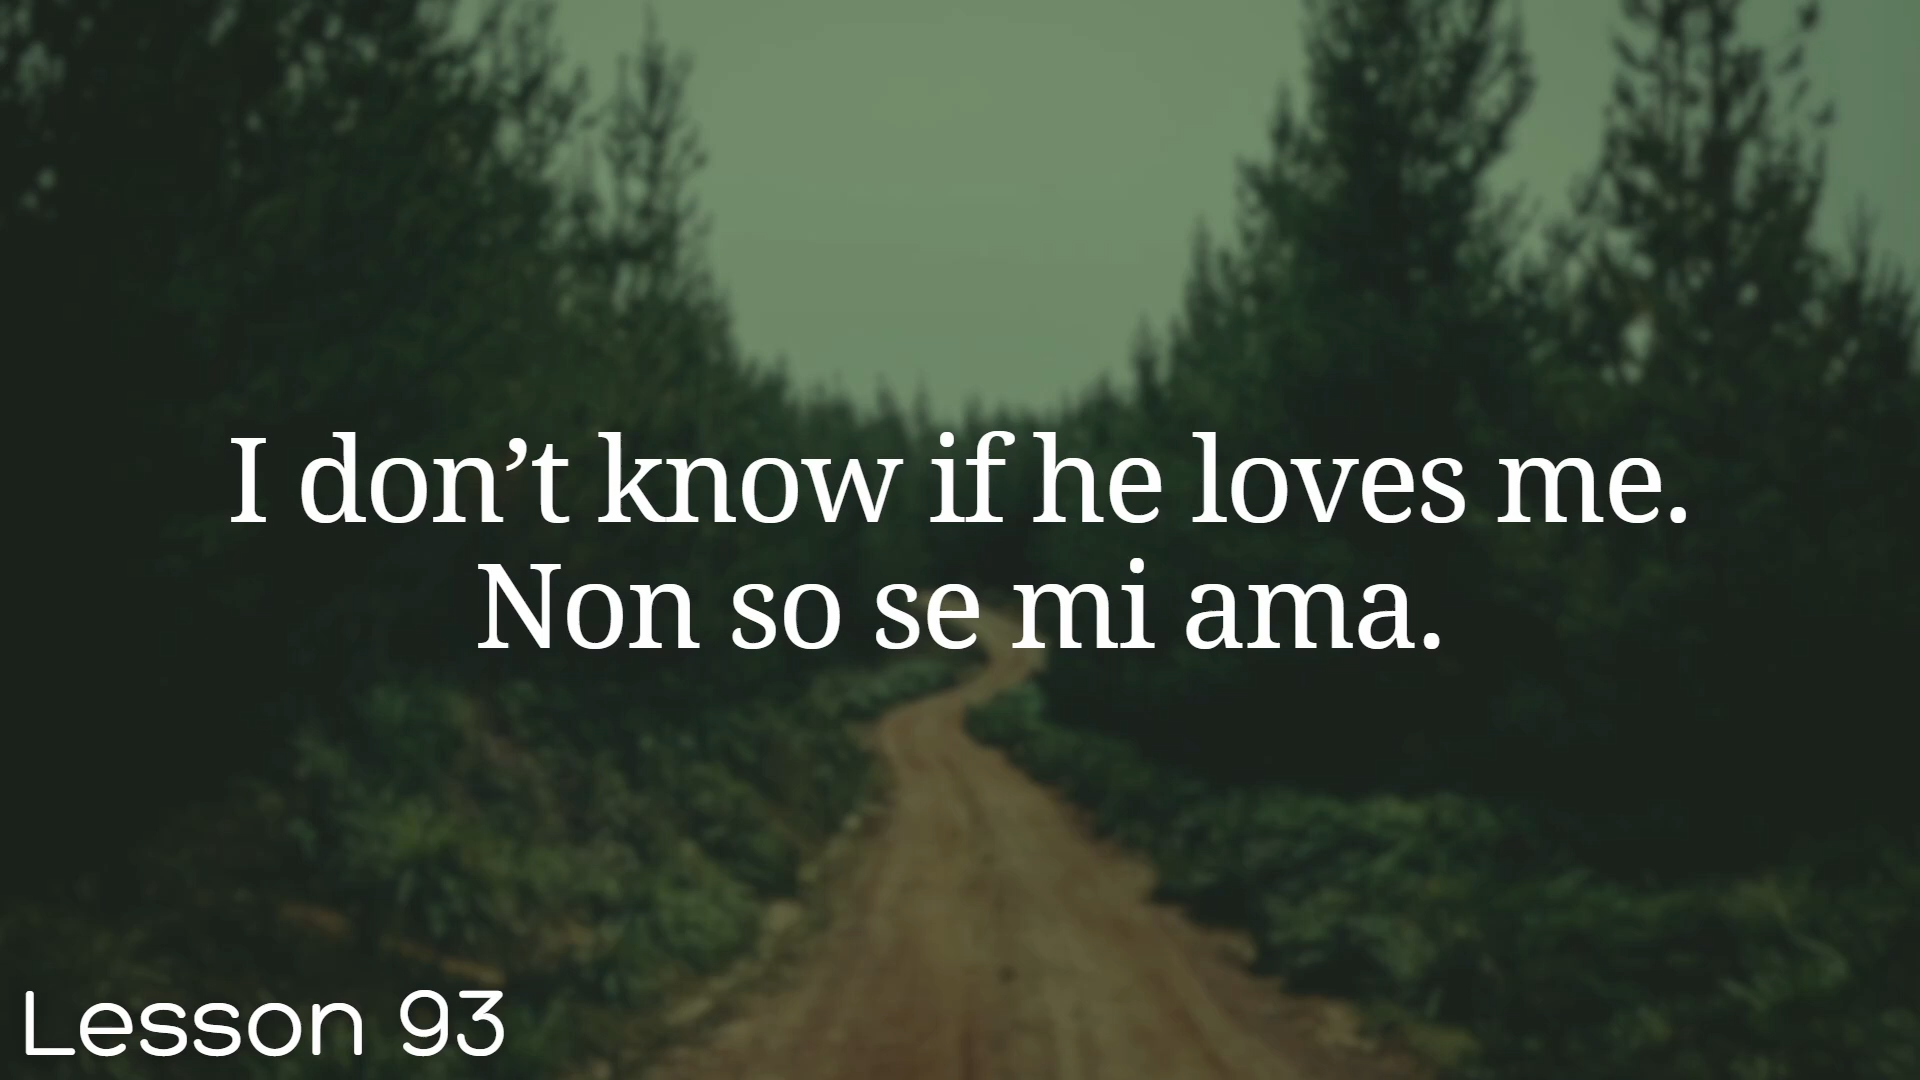 I don’t know if he loves me.
Non so se mi ama.
Lesson 93